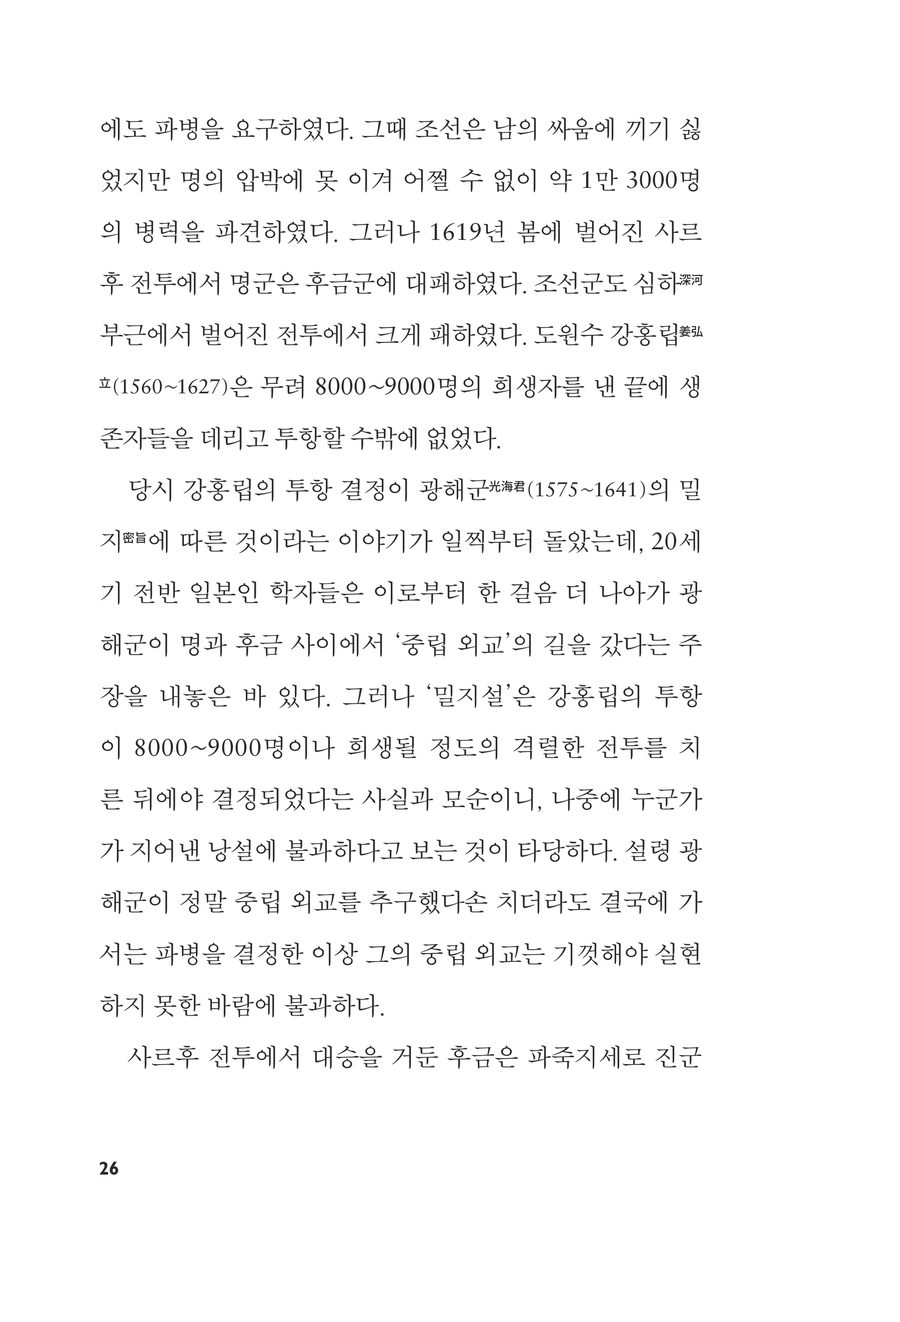 에도 파병을 요구하였다. 그때 조선은 남의 싸움에 끼기 싫
었지만 명의 압박에 못 이겨 어쩔 수 없이 약 1만 3000명
의 병력을 파견하였다. 그러나 1619년 봄에 벌어진 사르
후 전투에서 명군은 후금군에 대패하였다. 조선군도 심하深河
부근에서 벌어진 전투에서 크게 패하였다. 도원수 강홍립姜弘
立(1560~1627)은 무려 8000~9000명의 희생자를 낸 끝에 생
존자들을 데리고 투항할 수밖에 없었다.
당시 강홍립의 투항 결정이 광해군光海君(1575~1641)의 밀
지密旨에 따른 것이라는 이야기가 일찍부터 돌았는데, 20세
기 전반 일본인 학자들은 이로부터 한 걸음 더 나아가 광
해군이 명과 후금 사이에서 ‘중립 외교’의 길을 갔다는 주
장을 내놓은 바 있다. 그러나 ‘밀지설’은 강홍립의 투항
이 8000~9000명이나 희생될 정도의 격렬한 전투를 치
른 뒤에야 결정되었다는 사실과 모순이니, 나중에 누군가
가 지어낸 낭설에 불과하다고 보는 것이 타당하다. 설령 광
해군이 정말 중립 외교를 추구했다손 치더라도 결국에 가
서는 파병을 결정한 이상 그의 중립 외교는 기껏해야 실현
하지 못한 바람에 불과하다.
사르후 전투에서 대승을 거둔 후금은 파죽지세로 진군
26